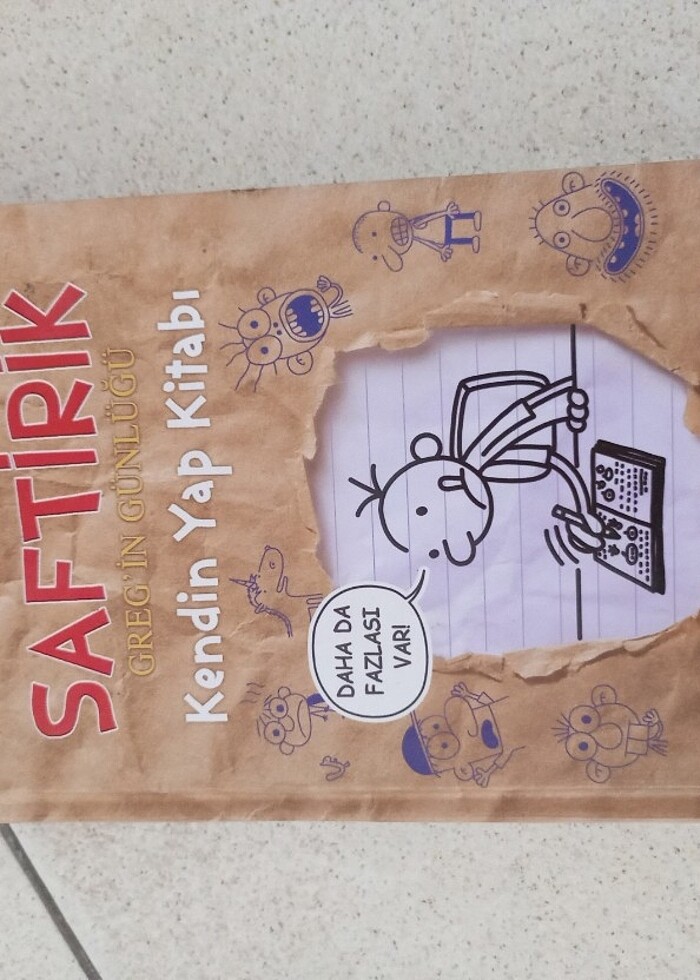 SAFTİRİK
GREG'İN GÜNLÜĞÜ
Kendin Yap Kitabı
DAHA DA
FAZLASI
VAR!